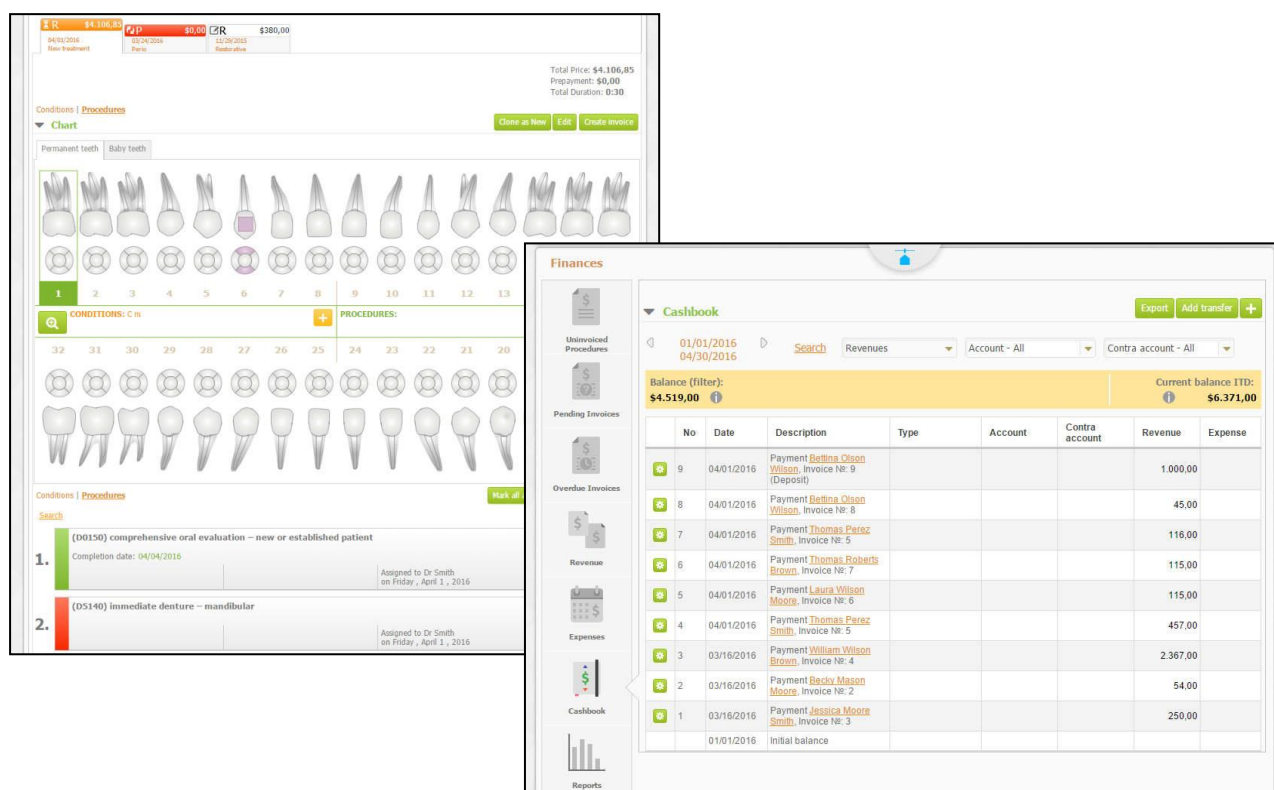 R $4.106,85
04/01/2016
New treatment
P $0,00
03/24/2016
Perio
R $380,00
11/29/2015
Restorative
Total Price: $4.106,85
Prepayment: $0,00
Total Duration: 0:30
Conditions | Procedures
Chart
Clone as New Edit Create invoice
Permanent teeth Baby teeth
1 2 3 4 5 6 7 8 9 10 11 12 13
CONDITIONS: C m + PROCEDURES:
32 31 30 29 28 27 26 25 24 23 22 21 20
Conditions | Procedures
Mark all
Search
1. (D0150) comprehensive oral evaluation – new or established patient
Completion date: 04/04/2016
Assigned to Dr Smith
on Friday , April 1 , 2016
2. (D5140) immediate denture – mandibular
Assigned to Dr Smith
on Friday , April 1 , 2016
Finances
Uninvoiced
Procedures
Pending Invoices
Overdue Invoices
Revenue
Expenses
Cashbook
Reports
Cashbook
Export Add transfer +
01/01/2016
04/30/2016
Search Revenues Account - All Contra account - All
Balance (filter): Current balance ITD:
$4.519,00 $6.371,00
No Date Description Type Account Contra account Revenue Expense
9 04/01/2016 Payment Bettina Olson
Wilson, Invoice №: 9
(Deposit) 1.000,00
8 04/01/2016 Payment Bettina Olson
Wilson, Invoice №: 8 45,00
7 04/01/2016 Payment Thomas Perez
Smith, Invoice №: 5 116,00
6 04/01/2016 Payment Thomas Roberts
Brown, Invoice №: 7 115,00
5 04/01/2016 Payment Laura Wilson
Moore, Invoice №: 6 115,00
4 04/01/2016 Payment Thomas Perez
Smith, Invoice №: 5 457,00
3 03/16/2016 Payment William Wilson
Brown, Invoice №: 4 2.367,00
2 03/16/2016 Payment Becky Mason
Moore, Invoice №: 2 54,00
1 03/16/2016 Payment Jessica Moore
Smith, Invoice №: 3 250,00
01/01/2016 Initial balance